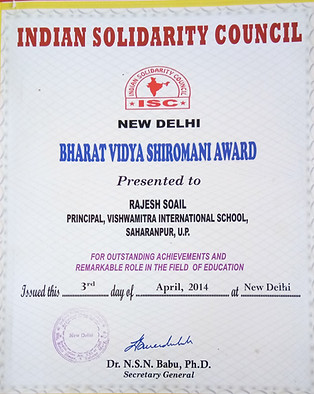 INDIAN SOLIDARITY COUNCIL
INDIAN SOLIDARITY COUNCIL
ISC
NEW DELHI
BHARAT VIDYA SHIROMANI AWARD
Presented to
RAJESH SOAIL
PRINCIPAL, VISHWAMITRA INTERNATIONAL SCHOOL,
SAHARANPUR, U.P.
FOR OUTSTANDING ACHIEVEMENTS AND
REMARKABLE ROLE IN THE FIELD OF EDUCATION
Issued this 3rd day of April, 2014 at New Delhi
New Delhi
Dr. N.S.N. Babu, Ph.D.
Secretary General